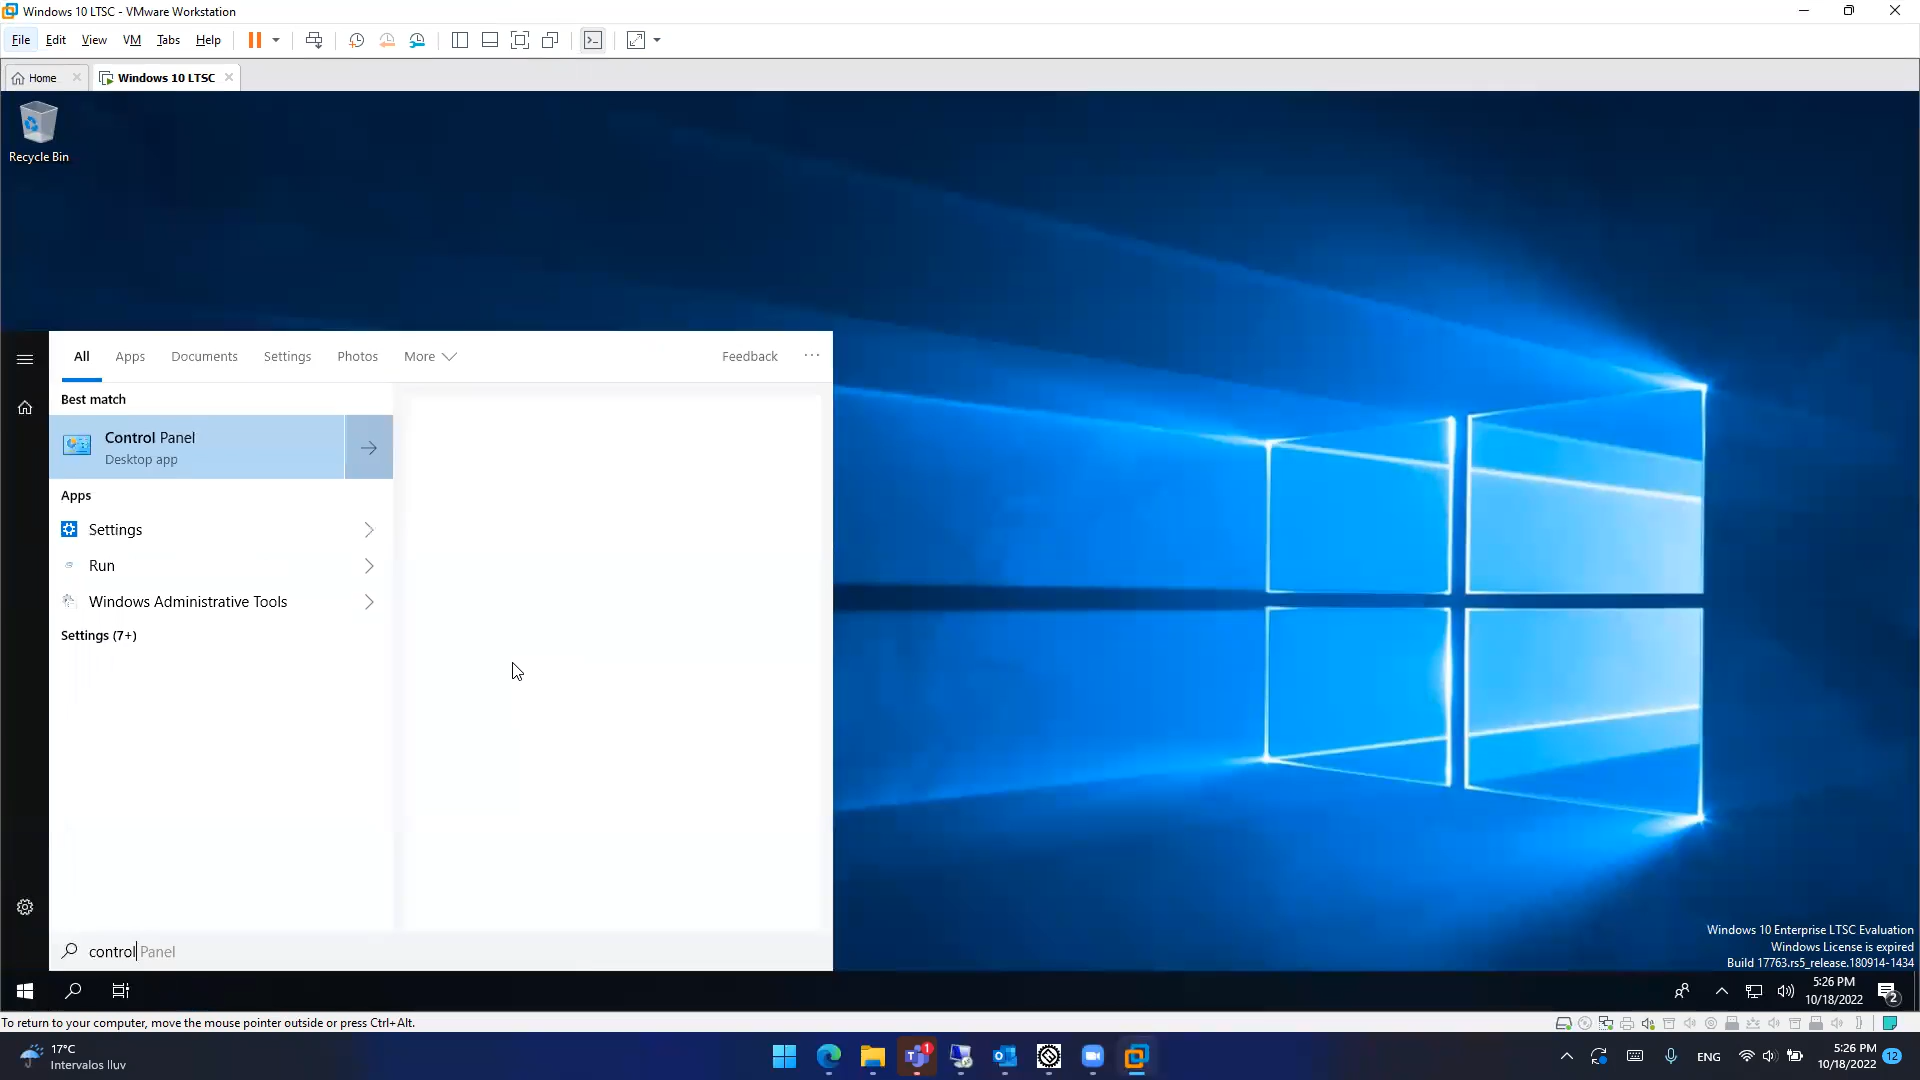 Windows 10 LTSC - VMware Workstation
File Edit View VM Tabs Help
Home
Windows 10 LTSC
Recycle Bin
All Apps Documents Settings Photos More Feedback
Best match
Control Panel
Desktop app
Apps
Settings
Run
Windows Administrative Tools
Settings (7+)
control Panel
Windows 10 Enterprise LTSC Evaluation
Windows License is expired
Build 17763.rs5_release.180914-1434
5:26 PM
10/18/2022
2
To return to your computer, move the mouse pointer outside or press Ctrl+Alt.
17°C
Intervalos lluv
1
ENG
5:26 PM
10/18/2022
12